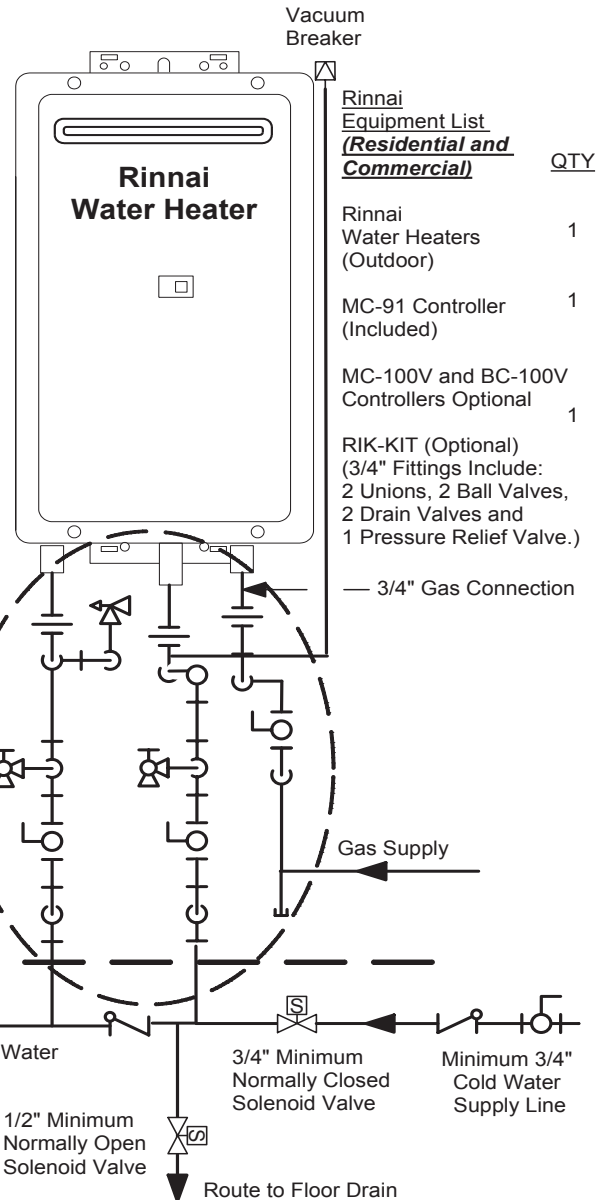 Vacuum
Breaker
Rinnai
Water Heater
Rinnai
Equipment List
(Residential and
Commercial)
QTY
Rinnai
Water Heaters
(Outdoor)
1
MC-91 Controller
(Included)
1
MC-100V and BC-100V
Controllers Optional
1
RIK-KIT (Optional)
(3/4" Fittings Include:
2 Unions, 2 Ball Valves,
2 Drain Valves and
1 Pressure Relief Valve.)
3/4" Gas Connection
Gas Supply
S
Water
3/4" Minimum
Normally Closed
Solenoid Valve
Minimum 3/4"
Cold Water
Supply Line
1/2" Minimum
Normally Open
Solenoid Valve
S
Route to Floor Drain